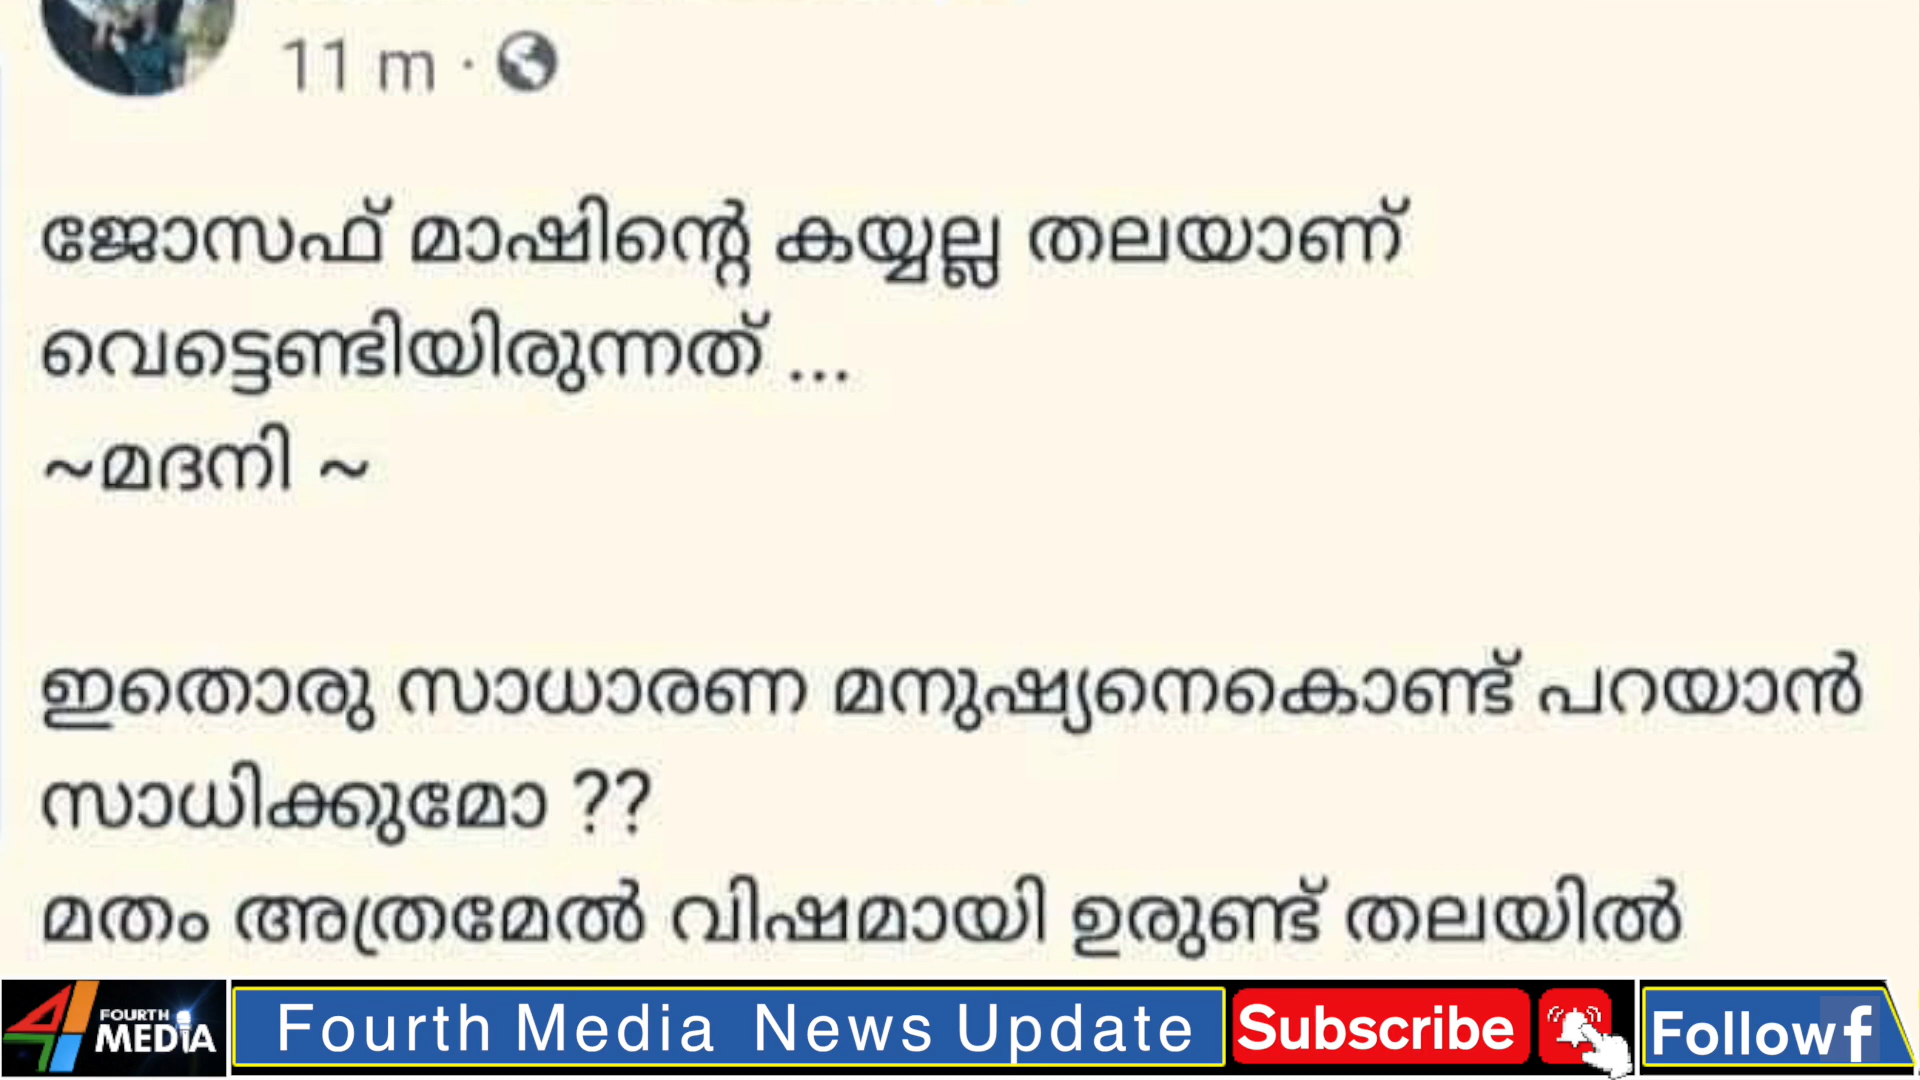 11 m ·
ജോസഫ് മാഷിന്റെ കയ്യല്ല തലയാണ്
വെട്ടെണ്ടിയിരുന്നത് ...
~മദനി ~
ഇതൊരു സാധാരണ മനുഷ്യനെകൊണ്ട് പറയാൻ
സാധിക്കുമോ ??
മതം അത്രമേൽ വിഷമായി ഉരുണ്ട് തലയിൽ
FOURTH
MEDIA
Fourth Media News Update
Subscribe
Follow f